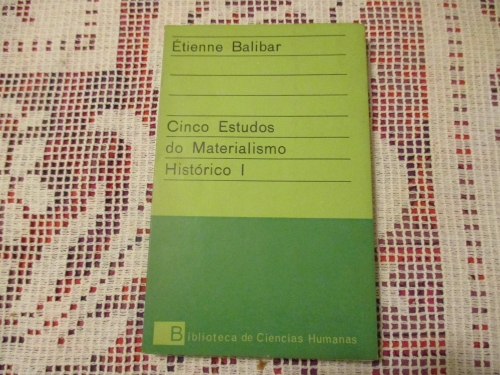 Étienne Balibar
Cinco Estudos
do Materialismo
Histórico I
Biblioteca de Ciencias Humanas